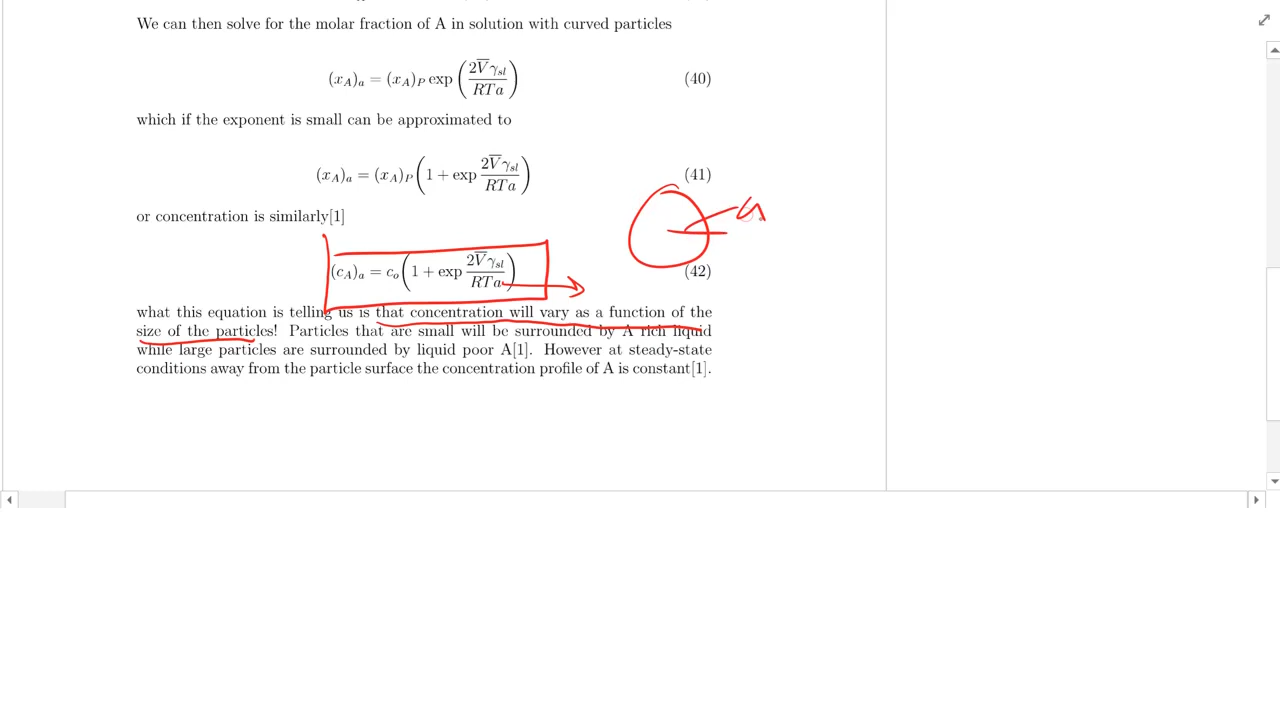 We can then solve for the molar fraction of A in solution with curved particles
(x_A)_a = (x_A)_P exp(2V̅γ_sl / RTa) (40)
which if the exponent is small can be approximated to
(x_A)_a = (x_A)_P (1 + exp 2V̅γ_sl / RTa) (41)
or concentration is similarly[1]
(c_A)_a = c_o (1 + exp 2V̅γ_sl / RTa) (42)
what this equation is telling us is that concentration will vary as a function of the
size of the particles! Particles that are small will be surrounded by A rich liquid
while large particles are surrounded by liquid poor A[1]. However at steady-state
conditions away from the particle surface the concentration profile of A is constant[1].